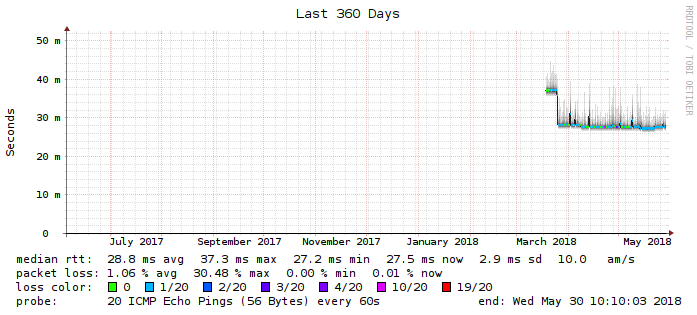 Last 360 Days
RRDTOOL / TOBI OETIKER
Seconds
50 m
40 m
30 m
20 m
10 m
0
July 2017 September 2017 November 2017 January 2018 March 2018 May 2018
median rtt: 28.8 ms avg 37.3 ms max 27.2 ms min 27.5 ms now 2.9 ms sd 10.0 am/s
packet loss: 1.06 % avg 30.48 % max 0.00 % min 0.01 % now
loss color: 0 1/20 2/20 3/20 4/20 10/20 19/20
probe: 20 ICMP Echo Pings (56 Bytes) every 60s end: Wed May 30 10:10:03 2018